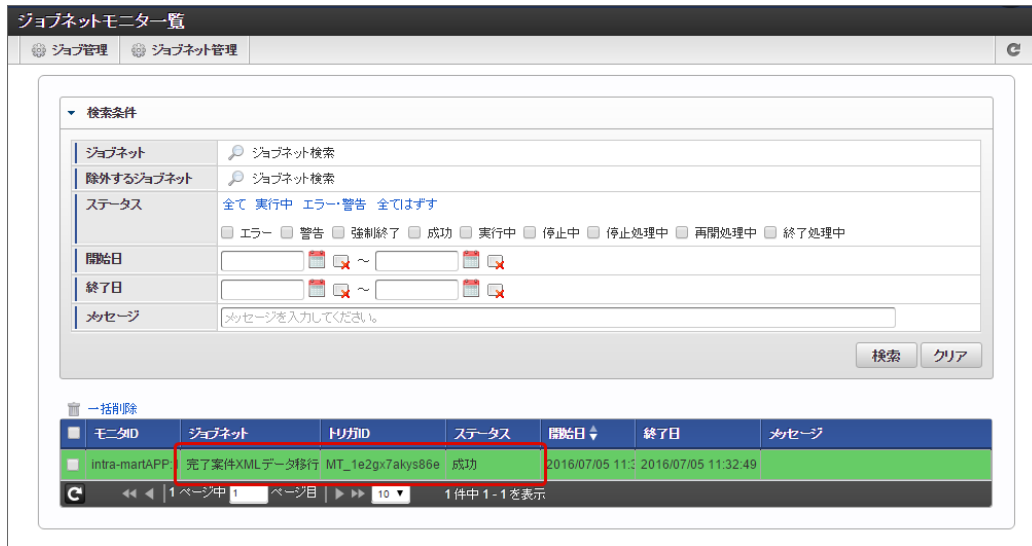 ジョブネットモニター覧
ジョブ管理 ジョブネット管理
検索条件
ジョブネット ジョブネット検索
除外するジョブネット ジョブネット検索
ステータス 全て 実行中 エラー・警告 全てはずす
エラー 警告 強制終了 成功 実行中 停止中 停止処理中 再開処理中 終了処理中
開始日 ～
終了日 ～
メッセージ メッセージを入力してください。
検索 クリア
一括削除
モニタID ジョブネット トリガID ステータス 開始日 終了日 メッセージ
intra-martAPP: 完了案件XMLデータ移行 MT_1e2gx7akys86e 成功 2016/07/05 11:3 2016/07/05 11:32:49
1 ページ中 1 ページ目 10 1 件中 1 - 1 を表示